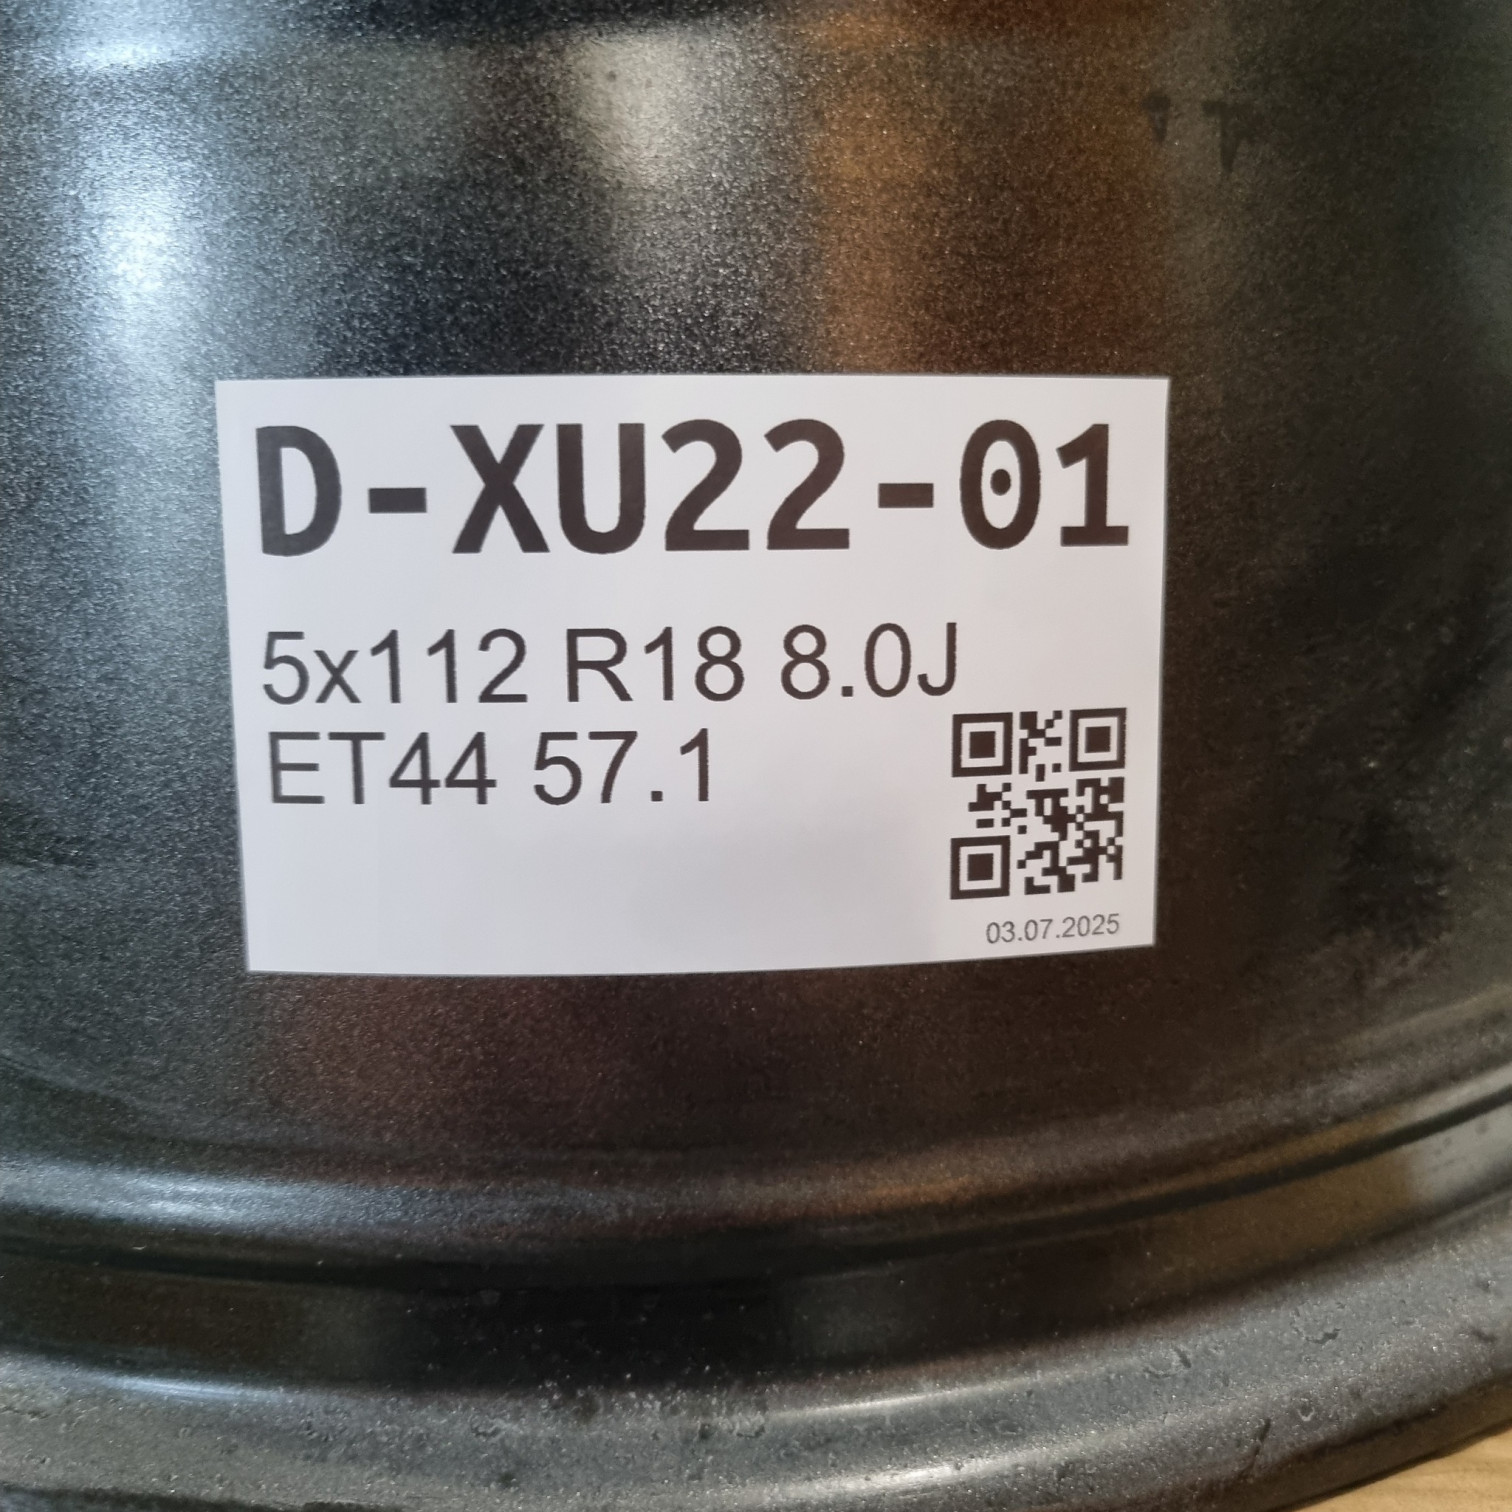 D-XU22-01
5x112 R18 8.0J
ET44 57.1
03.07.2025